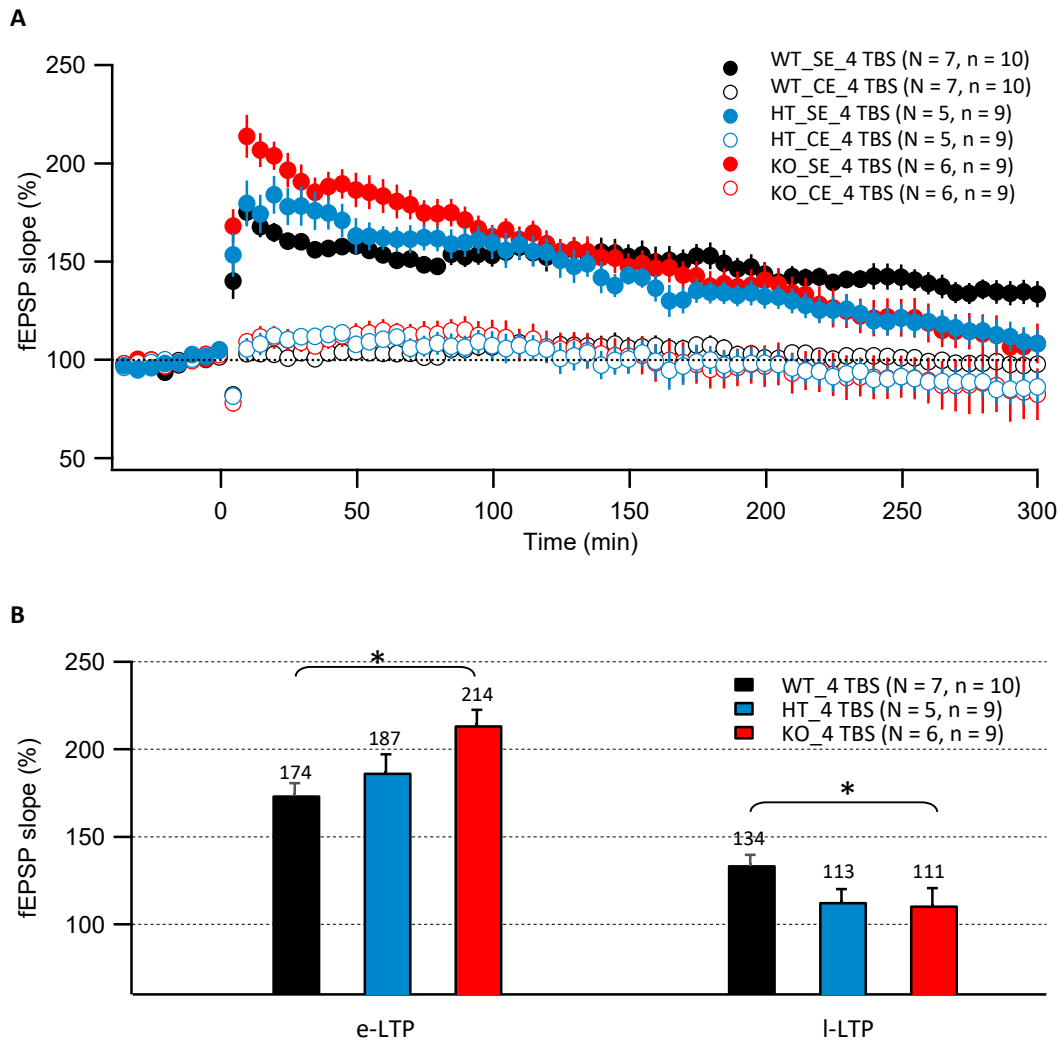 A
250
200
150
100
50
fEPSP slope (%)
WT_SE_4 TBS (N = 7, n = 10)
WT_CE_4 TBS (N = 7, n = 10)
HT_SE_4 TBS (N = 5, n = 9)
HT_CE_4 TBS (N = 5, n = 9)
KO_SE_4 TBS (N = 6, n = 9)
KO_CE_4 TBS (N = 6, n = 9)
0 50 100 150 200 250 300
Time (min)
B
250
200
150
100
fEPSP slope (%)
WT_4 TBS (N = 7, n = 10)
HT_4 TBS (N = 5, n = 9)
KO_4 TBS (N = 6, n = 9)
*
174 187 214
*
134 113 111
e-LTP l-LTP